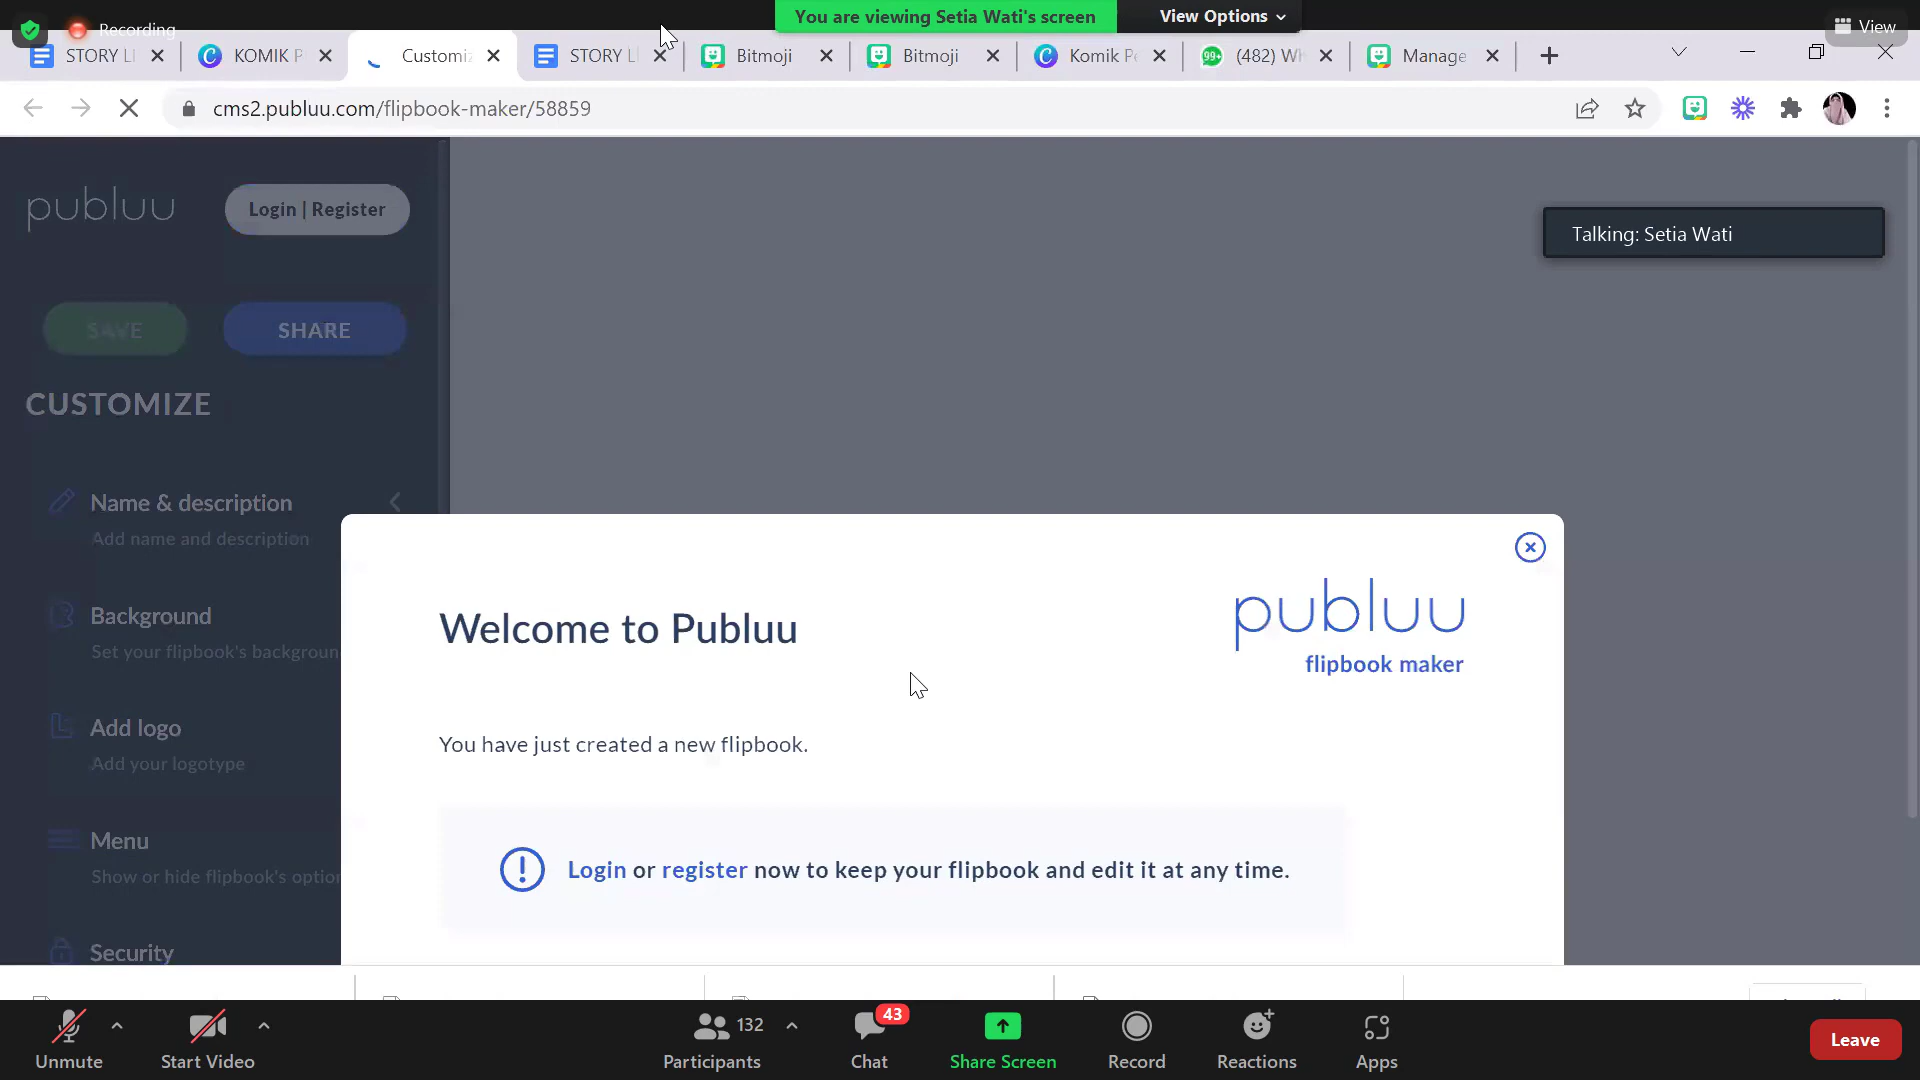 You are viewing Setia Wati's screen
View Options
Recording
View
STORY LI
KOMIK P
Customiz
STORY LI
Bitmoji
Bitmoji
Komik Pe
(482) Wh
Manage
cms2.publuu.com/flipbook-maker/58859
publuu
Login | Register
Talking: Setia Wati
SAVE
SHARE
CUSTOMIZE
Name & description
Add name and description
Background
Set your flipbook's backgroun
Add logo
Add your logotype
Menu
Show or hide flipbook's option
Security
Welcome to Publuu
publuu
flipbook maker
You have just created a new flipbook.
Login or register now to keep your flipbook and edit it at any time.
Unmute
Start Video
132
Participants
43
Chat
Share Screen
Record
Reactions
Apps
Leave